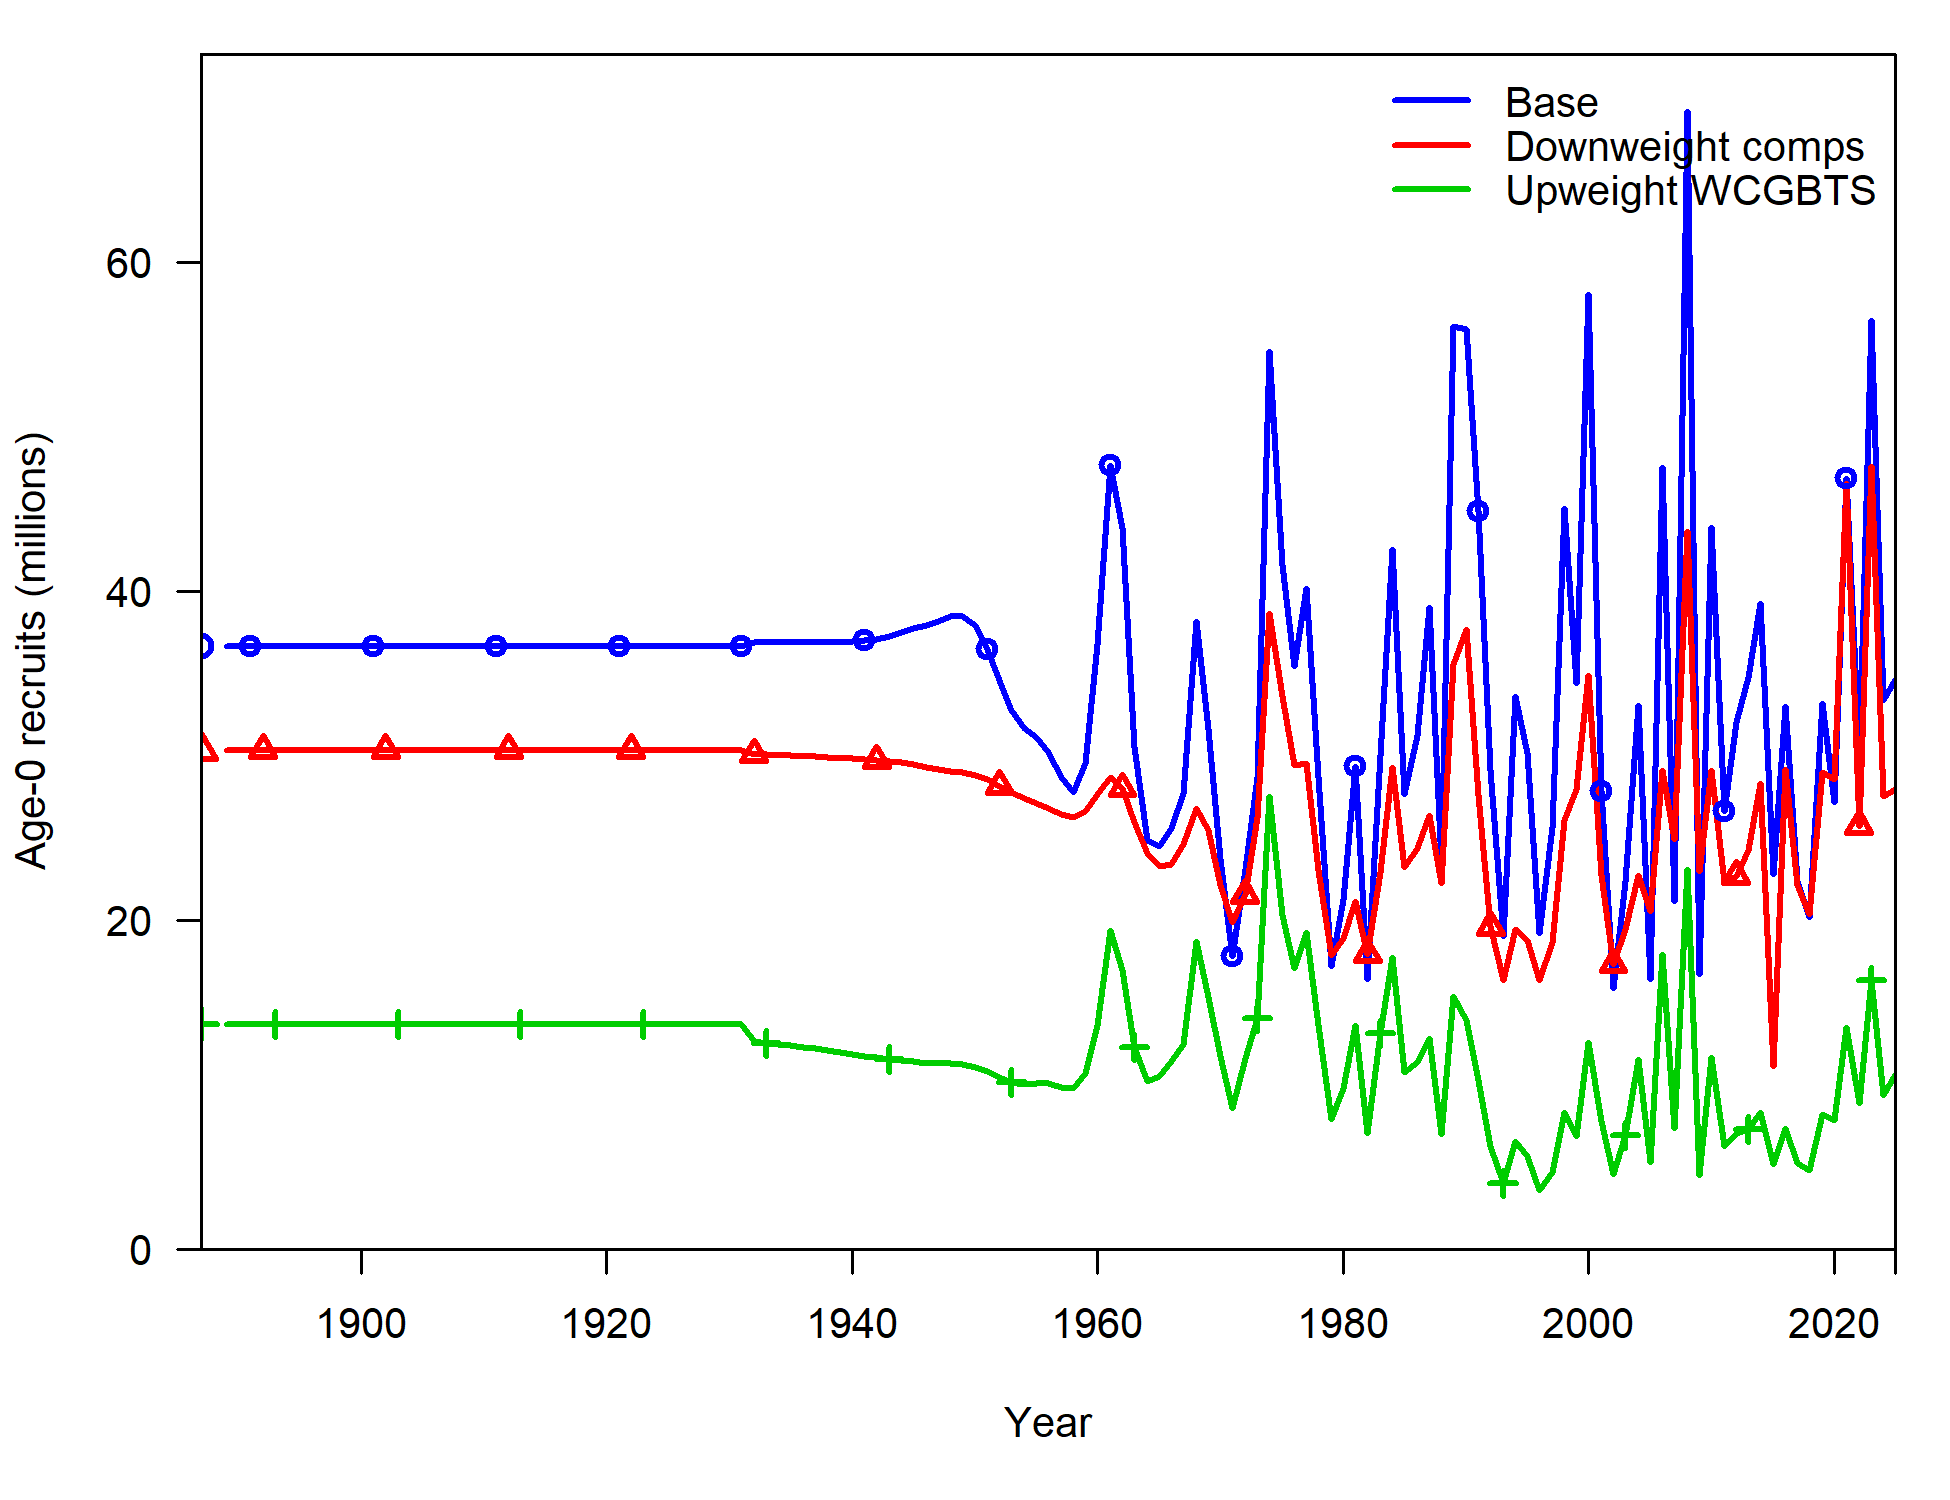 Base
Downweight comps
Upweight WCGBTS
60
40
20
0
Age-0 recruits (millions)
1900 1920 1940 1960 1980 2000 2020
Year